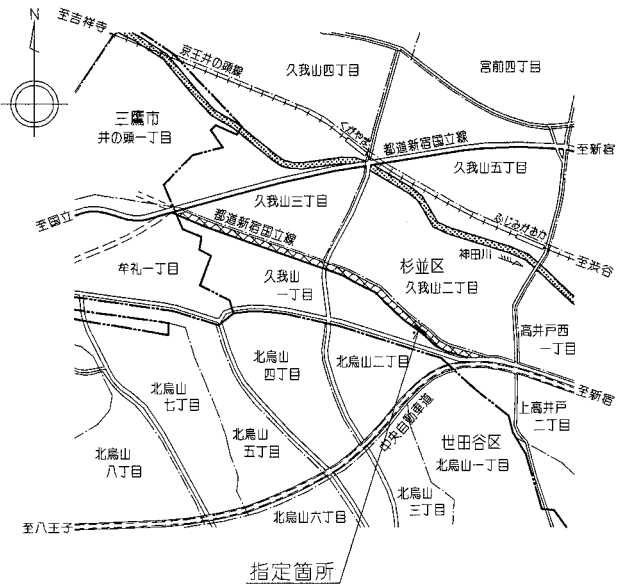 N
至吉祥寺
京王井の頭線
久我山四丁目
宮前四丁目
三鷹市
井の頭一丁目
くがやま
都道新宿国立線
至新宿
久我山五丁目
久我山三丁目
都道新宿国立線
至国立
ふじみがおか
至渋谷
神田川
杉並区
久我山二丁目
牟礼一丁目
久我山
一丁目
高井戸西
一丁目
北烏山
四丁目
北烏山二丁目
至新宿
北烏山
七丁目
上高井戸
二丁目
中央自動車道
北烏山
五丁目
世田谷区
北烏山一丁目
北烏山
八丁目
北烏山
三丁目
北烏山六丁目
至八王子
指定箇所